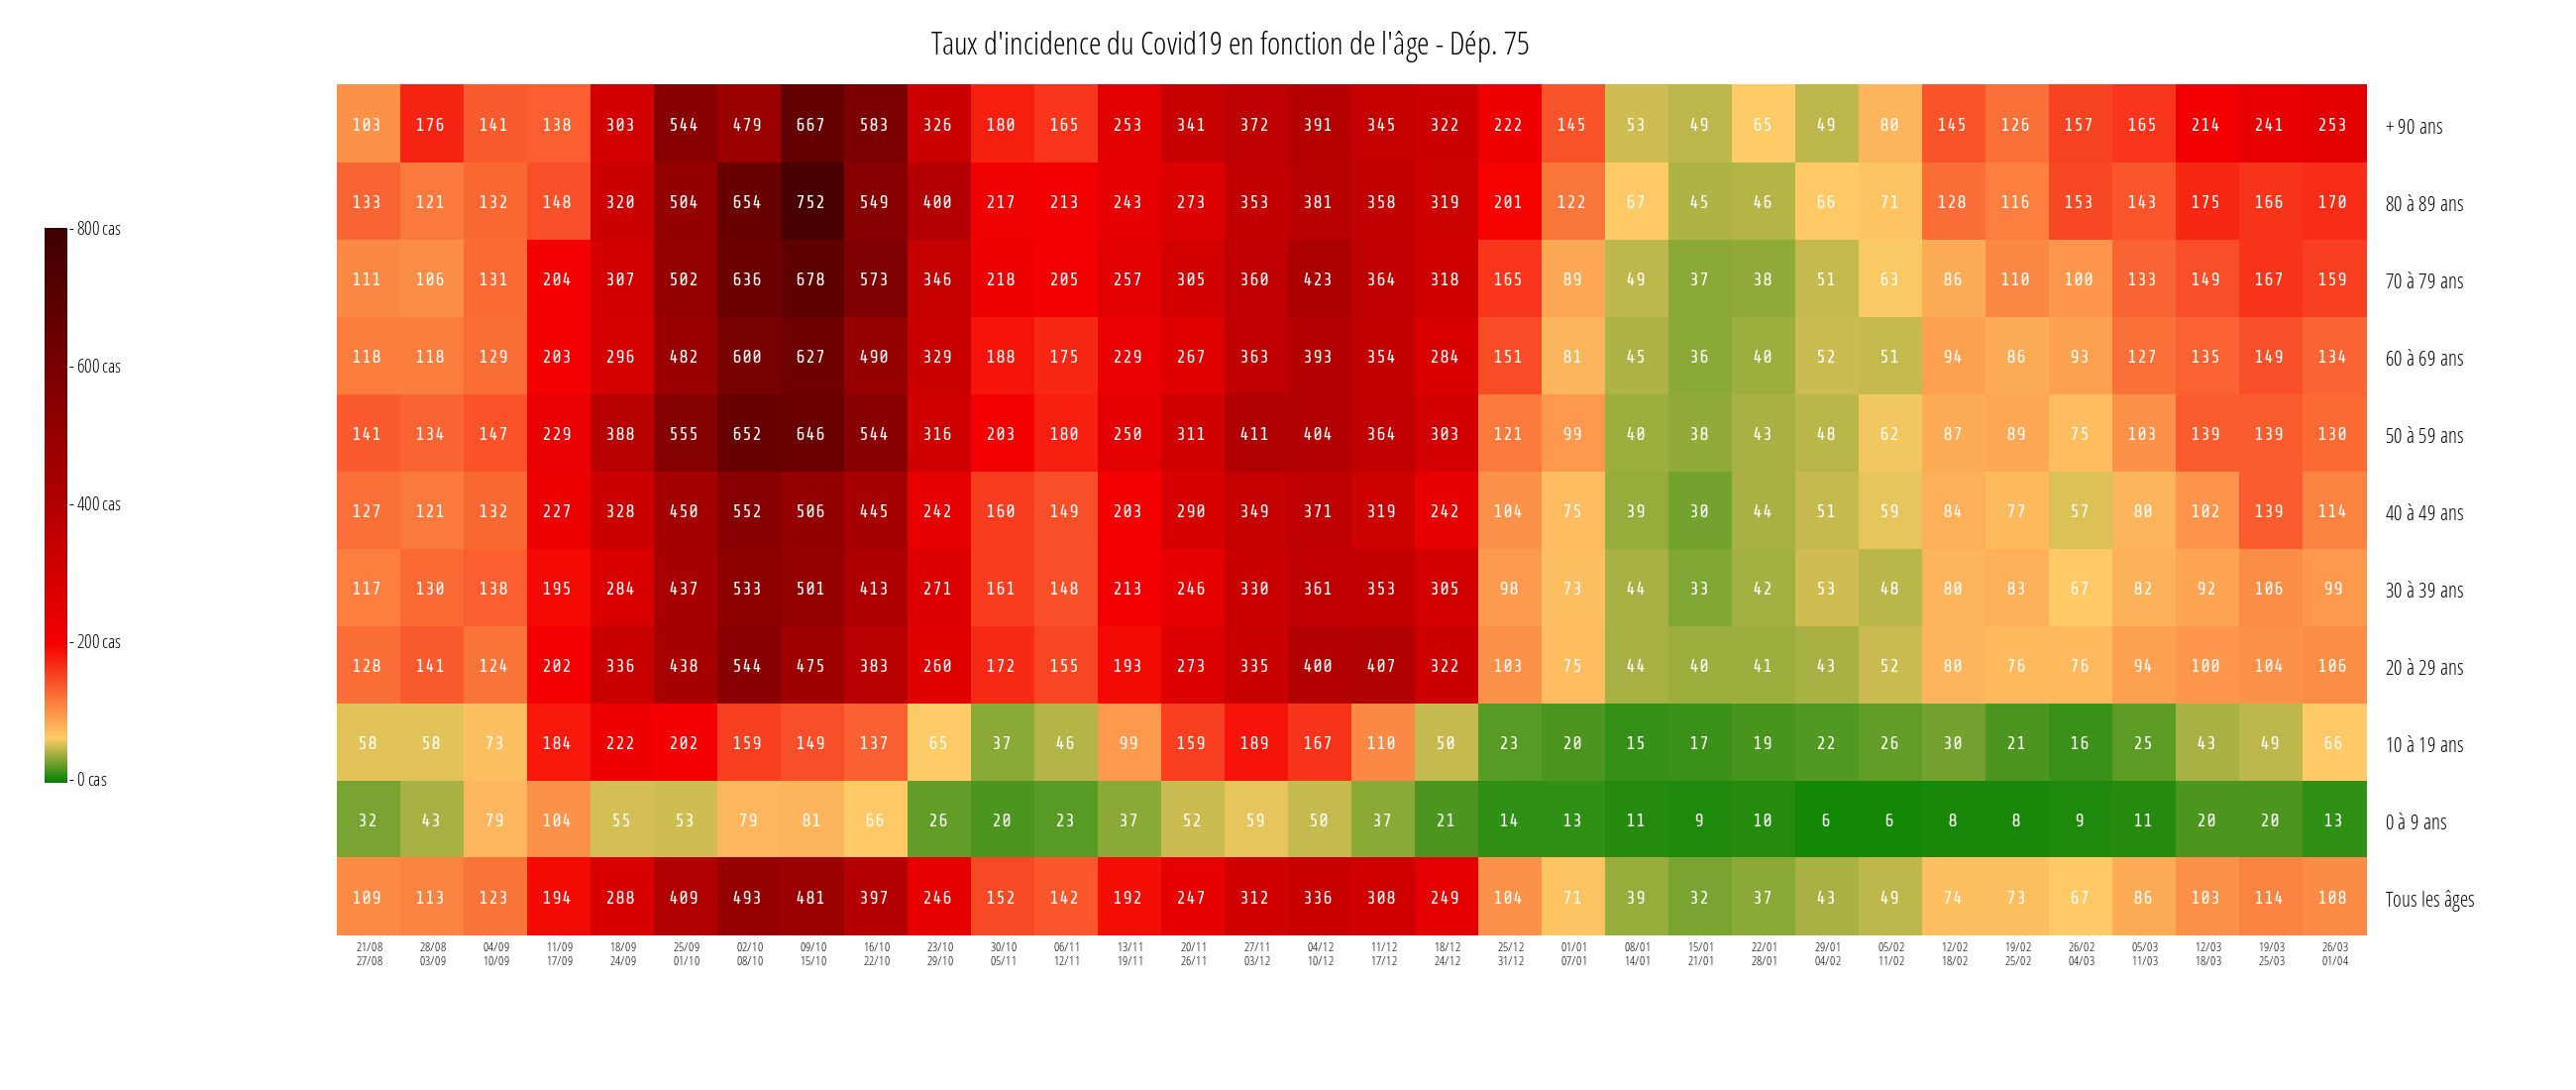 Taux d'incidence du Covid19 en fonction de l'âge - Dép. 75
- 800 cas
- 600 cas
- 400 cas
- 200 cas
- 0 cas
103 176 141 138 303 544 479 667 583 326 180 165 253 341 372 391 345 322 222 145 53 49 65 49 80 145 126 157 165 214 241 253 + 90 ans
133 121 132 148 320 504 654 752 549 400 217 213 243 273 353 381 358 319 201 122 67 45 46 66 71 128 116 153 143 175 166 170 80 à 89 ans
111 106 131 204 307 502 636 678 573 346 218 205 257 305 360 423 364 318 165 89 49 37 38 51 63 86 110 100 133 149 167 159 70 à 79 ans
118 118 129 203 296 482 600 627 490 329 188 175 229 267 363 393 354 284 151 81 45 36 40 52 51 94 86 93 127 135 149 134 60 à 69 ans
141 134 147 229 388 555 652 646 544 316 203 180 250 311 411 404 364 303 121 99 40 38 43 48 62 87 89 75 103 139 139 130 50 à 59 ans
127 121 132 227 328 450 552 506 445 242 160 149 203 290 349 371 319 242 104 75 39 30 44 51 59 84 77 57 80 102 139 114 40 à 49 ans
117 130 138 195 284 437 533 501 413 271 161 148 213 246 330 361 353 305 98 73 44 33 42 53 48 80 83 67 82 92 106 99 30 à 39 ans
128 141 124 202 336 438 544 475 383 260 172 155 193 273 335 400 407 322 103 75 44 40 41 43 52 80 76 76 94 100 104 106 20 à 29 ans
58 58 73 184 222 202 159 149 137 65 37 46 99 159 189 167 110 50 23 20 15 17 19 22 26 30 21 16 25 43 49 66 10 à 19 ans
32 43 79 104 55 53 79 81 66 26 20 23 37 52 59 50 37 21 14 13 11 9 10 6 6 8 8 9 11 20 20 13 0 à 9 ans
109 113 123 194 288 409 493 481 397 246 152 142 192 247 312 336 308 249 104 71 39 32 37 43 49 74 73 67 86 103 114 108 Tous les âges
21/08 28/08 04/09 11/09 18/09 25/09 02/10 09/10 16/10 23/10 30/10 06/11 13/11 20/11 27/11 04/12 11/12 18/12 25/12 01/01 08/01 15/01 22/01 29/01 05/02 12/02 19/02 26/02 05/03 12/03 19/03 26/03
27/08 03/09 10/09 17/09 24/09 01/10 08/10 15/10 22/10 29/10 05/11 12/11 19/11 26/11 03/12 10/12 17/12 24/12 31/12 07/01 14/01 21/01 28/01 04/02 11/02 18/02 25/02 04/03 11/03 18/03 25/03 01/04